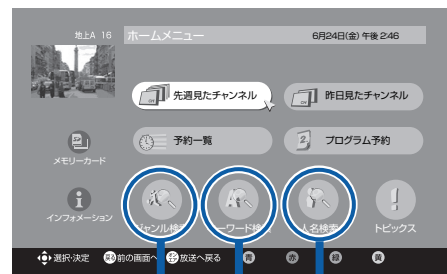 地上A 16 ホームメニュー 6月24日(金) 午後 2:46
先週見たチャンネル 昨日見たチャンネル
予約一覧 プログラム予約
メモリーカード
インフォメーション ジャンル検索 キーワード検索 人名検索 トピックス
選択・決定 戻る 前の画面へ 放送へ戻る 青 赤 緑 黄